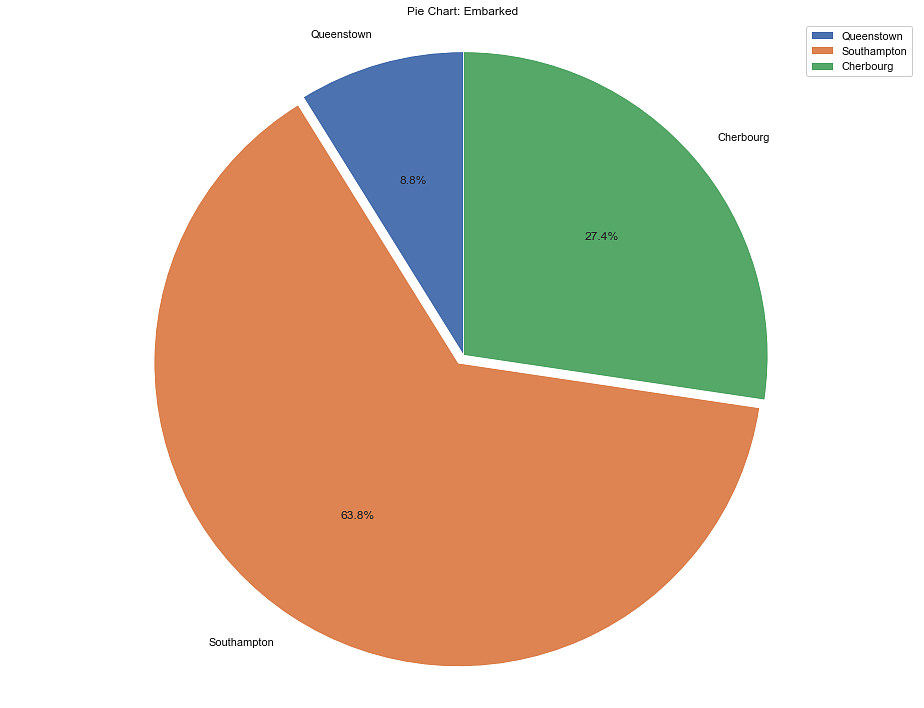 Pie Chart: Embarked
Queenstown
Queenstown
Southampton
Cherbourg
Cherbourg
8.8%
27.4%
63.8%
Southampton